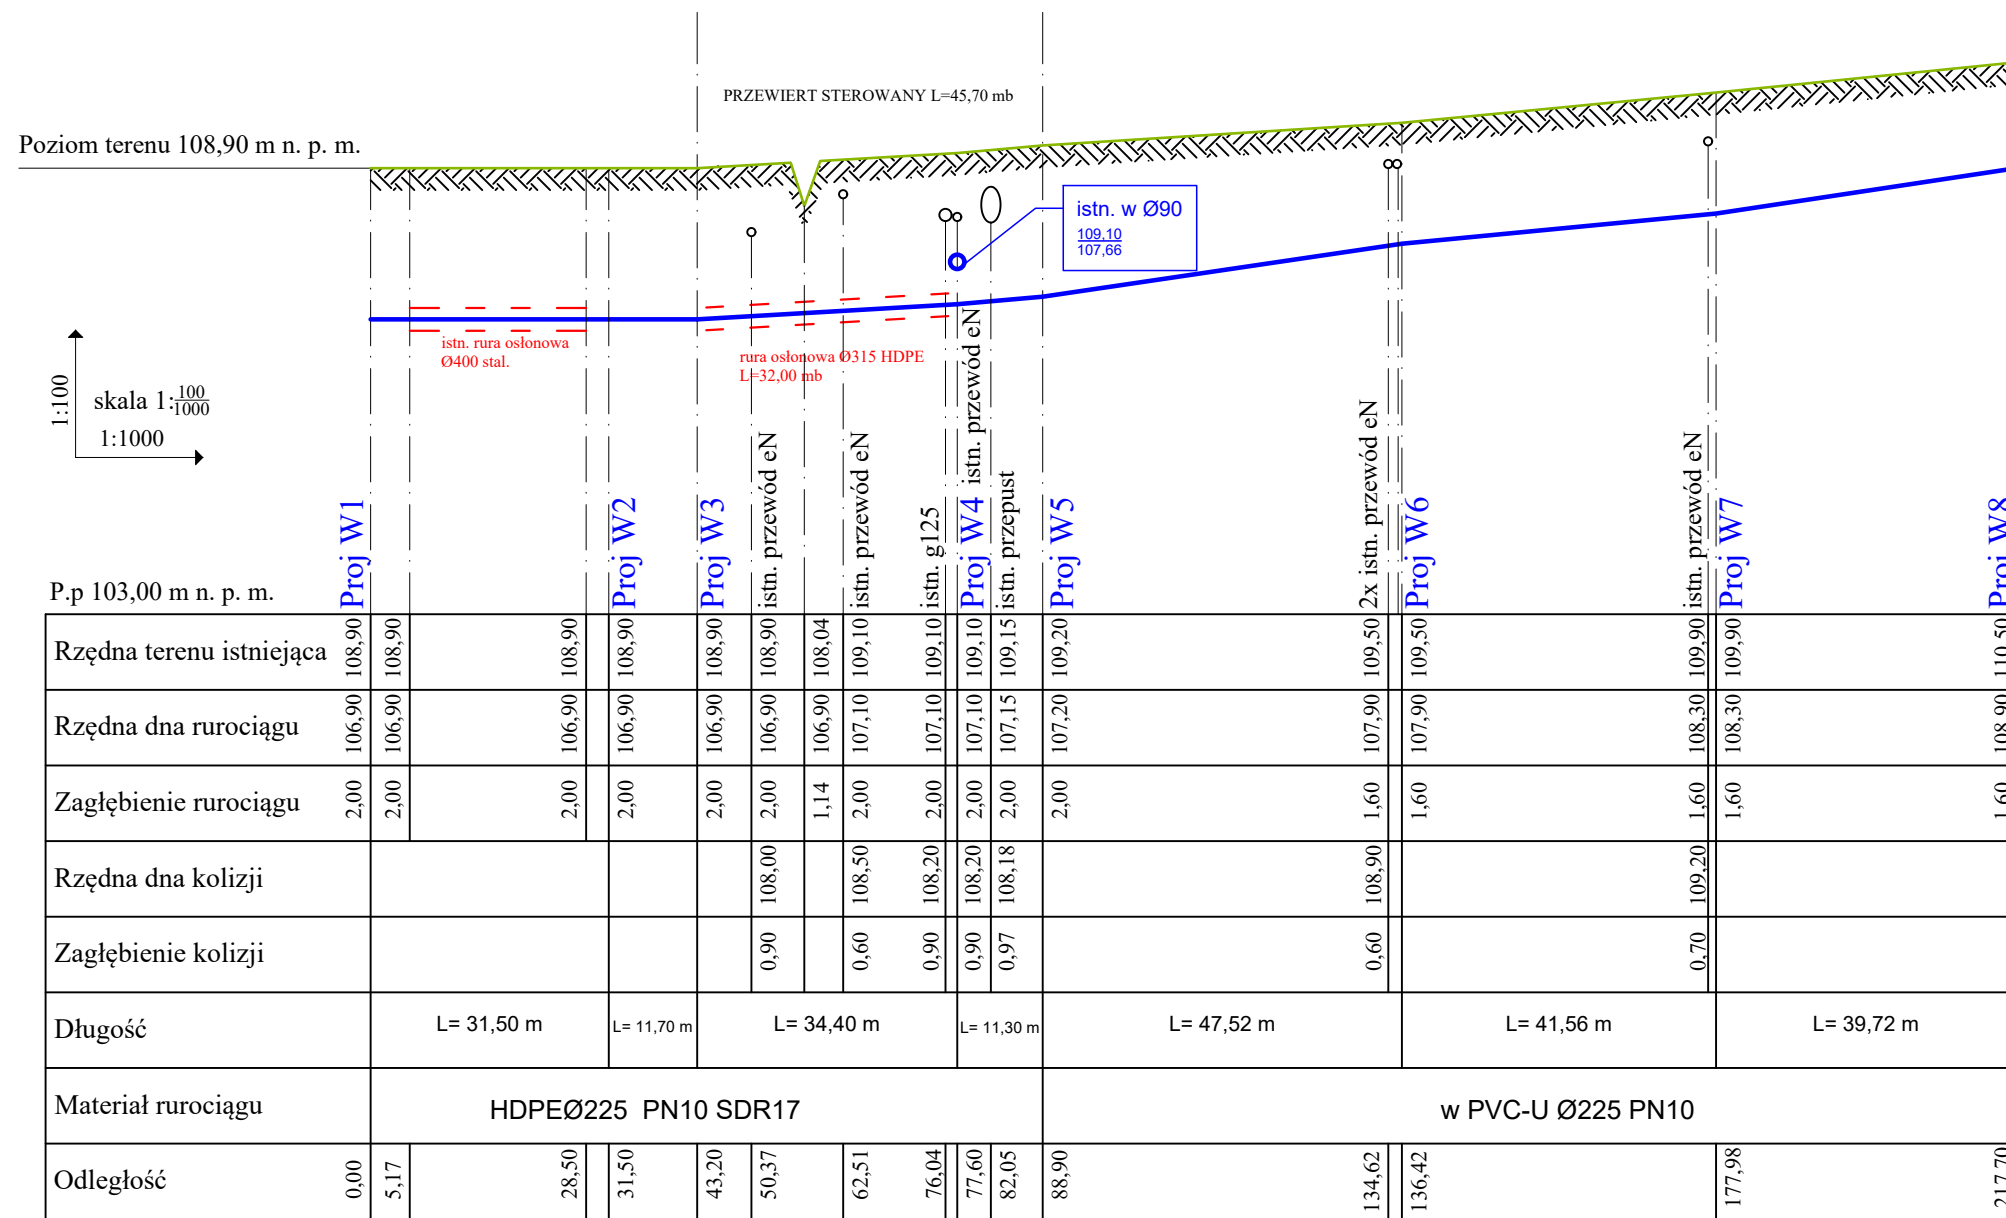 PRZEWIERT STEROWANY L=45,70 mb
Poziom terenu 108,90 m n. p. m.
istn. w Ø90
109,10
107,66
istn. rura osłonowa
Ø400 stal.
rura osłonowa Ø315 HDPE
L=32,00 mb
1:100
skala 1:100/1000
1:1000
Proj W1
Proj W2
Proj W3
istn. przewód eN
istn. przewód eN
istn. g125
Proj W4 istn. przewód eN
istn. przepust
Proj W5
2x istn. przewód eN
Proj W6
istn. przewód eN
Proj W7
Proj W8
P.p 103,00 m n. p. m.
Rzędna terenu istniejąca 108,90 108,90 108,90 108,90 108,90 108,90 108,04 109,10 109,10 109,10 109,15 109,20 109,50 109,50 109,90 109,90 110,50
Rzędna dna rurociągu 106,90 106,90 106,90 106,90 106,90 106,90 106,90 107,10 107,10 107,10 107,15 107,20 107,90 107,90 108,30 108,30 108,90
Zagłębienie rurociągu 2,00 2,00 2,00 2,00 2,00 2,00 1,14 2,00 2,00 2,00 2,00 2,00 1,60 1,60 1,60 1,60 1,60
Rzędna dna kolizji 108,00 108,50 108,20 108,20 108,18 108,90 109,20
Zagłębienie kolizji 0,90 0,60 0,90 0,90 0,97 0,60 0,70
Długość L= 31,50 m L= 11,70 m L= 34,40 m L= 11,30 m L= 47,52 m L= 41,56 m L= 39,72 m
Materiał rurociągu HDPEØ225 PN10 SDR17 w PVC-U Ø225 PN10
Odległość 0,00 5,17 28,50 31,50 43,20 50,37 62,51 76,04 77,60 82,05 88,90 134,62 136,42 177,98 217,70